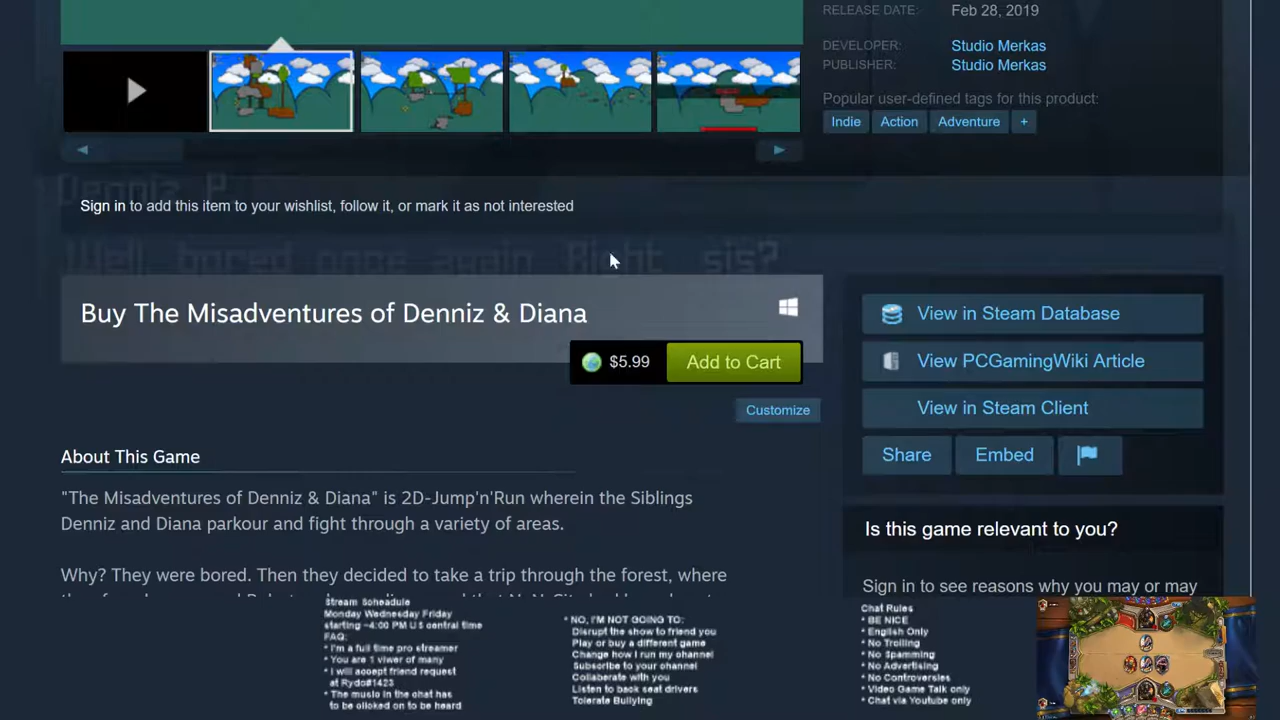 RELEASE DATE: Feb 28, 2019
DEVELOPER: Studio Merkas
PUBLISHER: Studio Merkas
Popular user-defined tags for this product:
Indie Action Adventure +
Denniz P
Well, bored once again. Right, sis?
Sign in to add this item to your wishlist, follow it, or mark it as not interested
Buy The Misadventures of Denniz & Diana
$5.99 Add to Cart
Customize
View in Steam Database
View PCGamingWiki Article
View in Steam Client
Share Embed
About This Game
"The Misadventures of Denniz & Diana" is 2D-Jump'n'Run wherein the Siblings
Denniz and Diana parkour and fight through a variety of areas.
Why? They were bored. Then they decided to take a trip through the forest, where
Is this game relevant to you?
Sign in to see reasons why you may or may
Stream Scheadule
Monday Wednesday Friday
starting ~4:00 PM US central time
FAQ:
* I'm a full time pro streamer
* You are 1 viwer of many
* I will accept friend request
at Rydo#1423
* The music in the chat has
to be clicked on to be heard
* NO, I'M NOT GOING TO:
Disrupt the show to friend you
Play or buy a different game
Change how I run my channel
Subscribe to your channel
Collaberate with you
Listen to back seat drivers
Tolerate Bullying
Chat Rules
* BE NICE
* English Only
* No Trolling
* No Spamming
* No Advertising
* No Controversies
* Video Game Talk only
* Chat via Youtube only